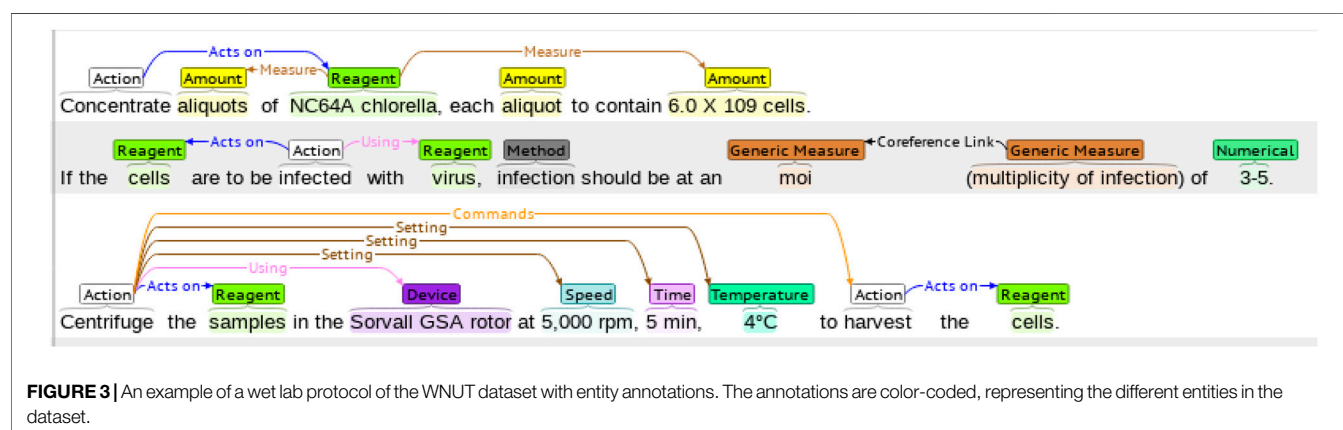 Acts on Measure
Action Amount Measure Reagent Amount Amount
Concentrate aliquots of NC64A chlorella, each aliquot to contain 6.0 X 109 cells.
Reagent Acts on Action Using Reagent Method Generic Measure Coreference Link Generic Measure Numerical
If the cells are to be infected with virus, infection should be at an moi (multiplicity of infection) of 3-5.
Commands
Setting
Setting
Setting
Using
Action Acts on Reagent Device Speed Time Temperature Action Acts on Reagent
Centrifuge the samples in the Sorvall GSA rotor at 5,000 rpm, 5 min, 4°C to harvest the cells.
FIGURE 3 | An example of a wet lab protocol of the WNUT dataset with entity annotations. The annotations are color-coded, representing the different entities in the
dataset.